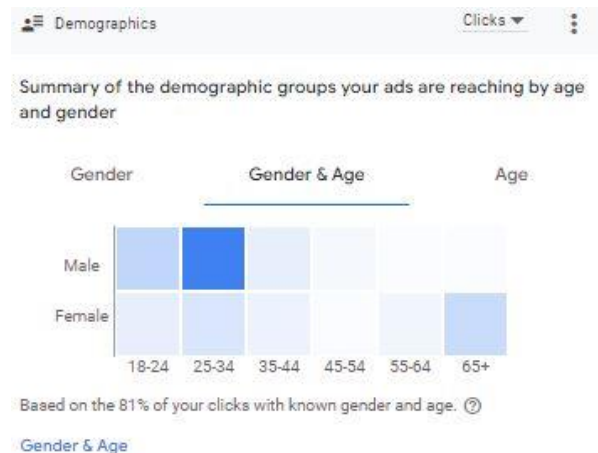 Demographics Clicks
Summary of the demographic groups your ads are reaching by age
and gender
Gender Gender & Age Age
Male
Female
18-24 25-34 35-44 45-54 55-64 65+
Based on the 81% of your clicks with known gender and age.
Gender & Age